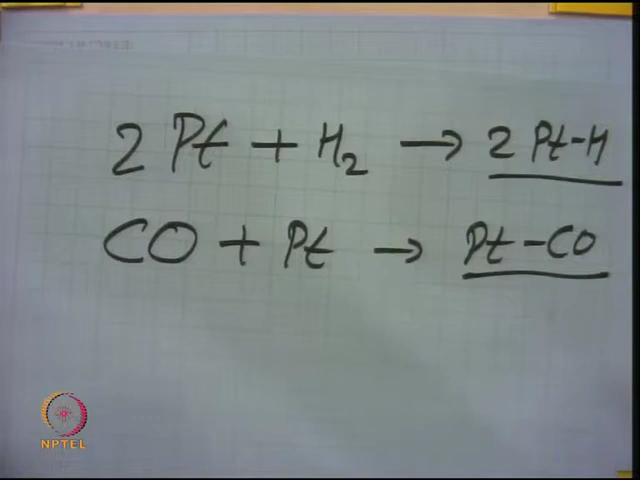 2 Pt + H₂ → 2 Pt-H
CO + Pt → Pt-CO
NPTEL